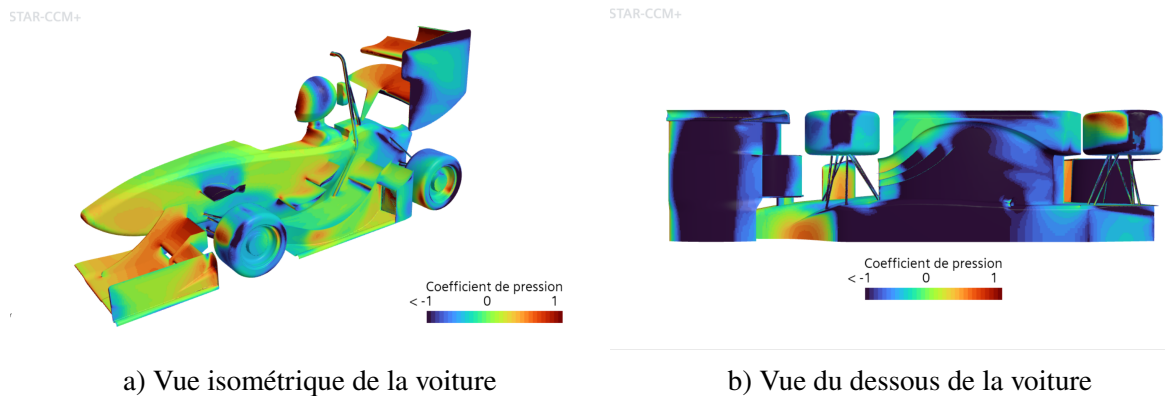 STAR-CCM+
STAR-CCM+
Coefficient de pression
< -1 0 1
Coefficient de pression
< -1 0 1
a) Vue isométrique de la voiture
b) Vue du dessous de la voiture